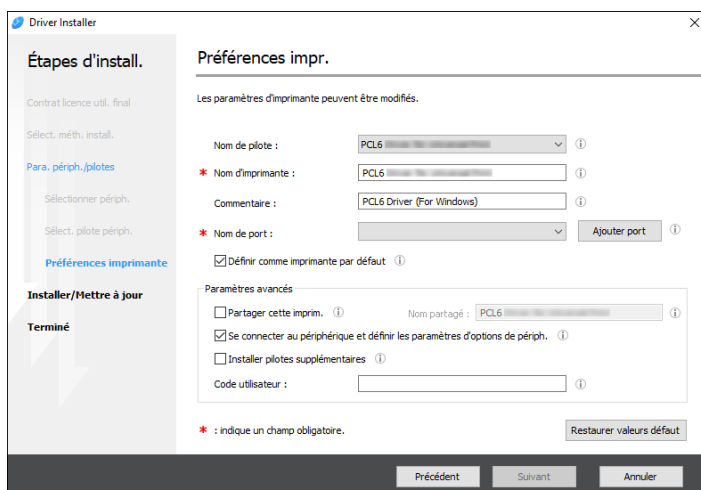 Driver Installer
Étapes d'install.
Contrat licence util. final
Sélect. méth. install.
Para. périph./pilotes
Sélectionner périph.
Sélect. pilote périph.
Préférences imprimante
Installer/Mettre à jour
Terminé
Préférences impr.
Les paramètres d'imprimante peuvent être modifiés.
Nom de pilote : PCL6
* Nom d'imprimante : PCL6
Commentaire : PCL6 Driver (For Windows)
* Nom de port : Ajouter port
Définir comme imprimante par défaut
Paramètres avancés
Partager cette imprim. Nom partagé : PCL6
Se connecter au périphérique et définir les paramètres d'options de périph.
Installer pilotes supplémentaires
Code utilisateur :
* : indique un champ obligatoire. Restaurer valeurs défaut
Précédent Suivant Annuler